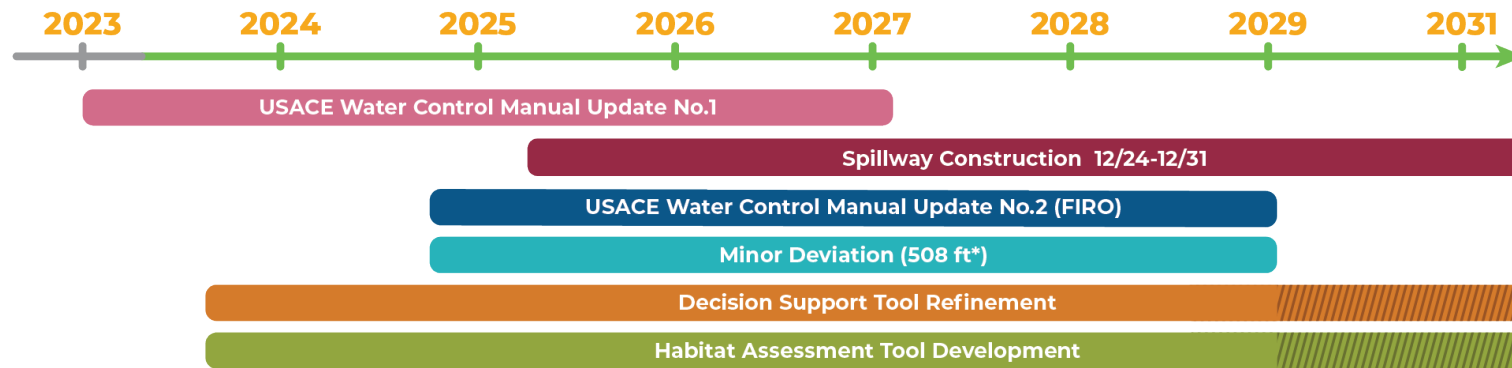 2023 2024 2025 2026 2027 2028 2029 2031
USACE Water Control Manual Update No.1
Spillway Construction 12/24-12/31
USACE Water Control Manual Update No.2 (FIRO)
Minor Deviation (508 ft*)
Decision Support Tool Refinement
Habitat Assessment Tool Development